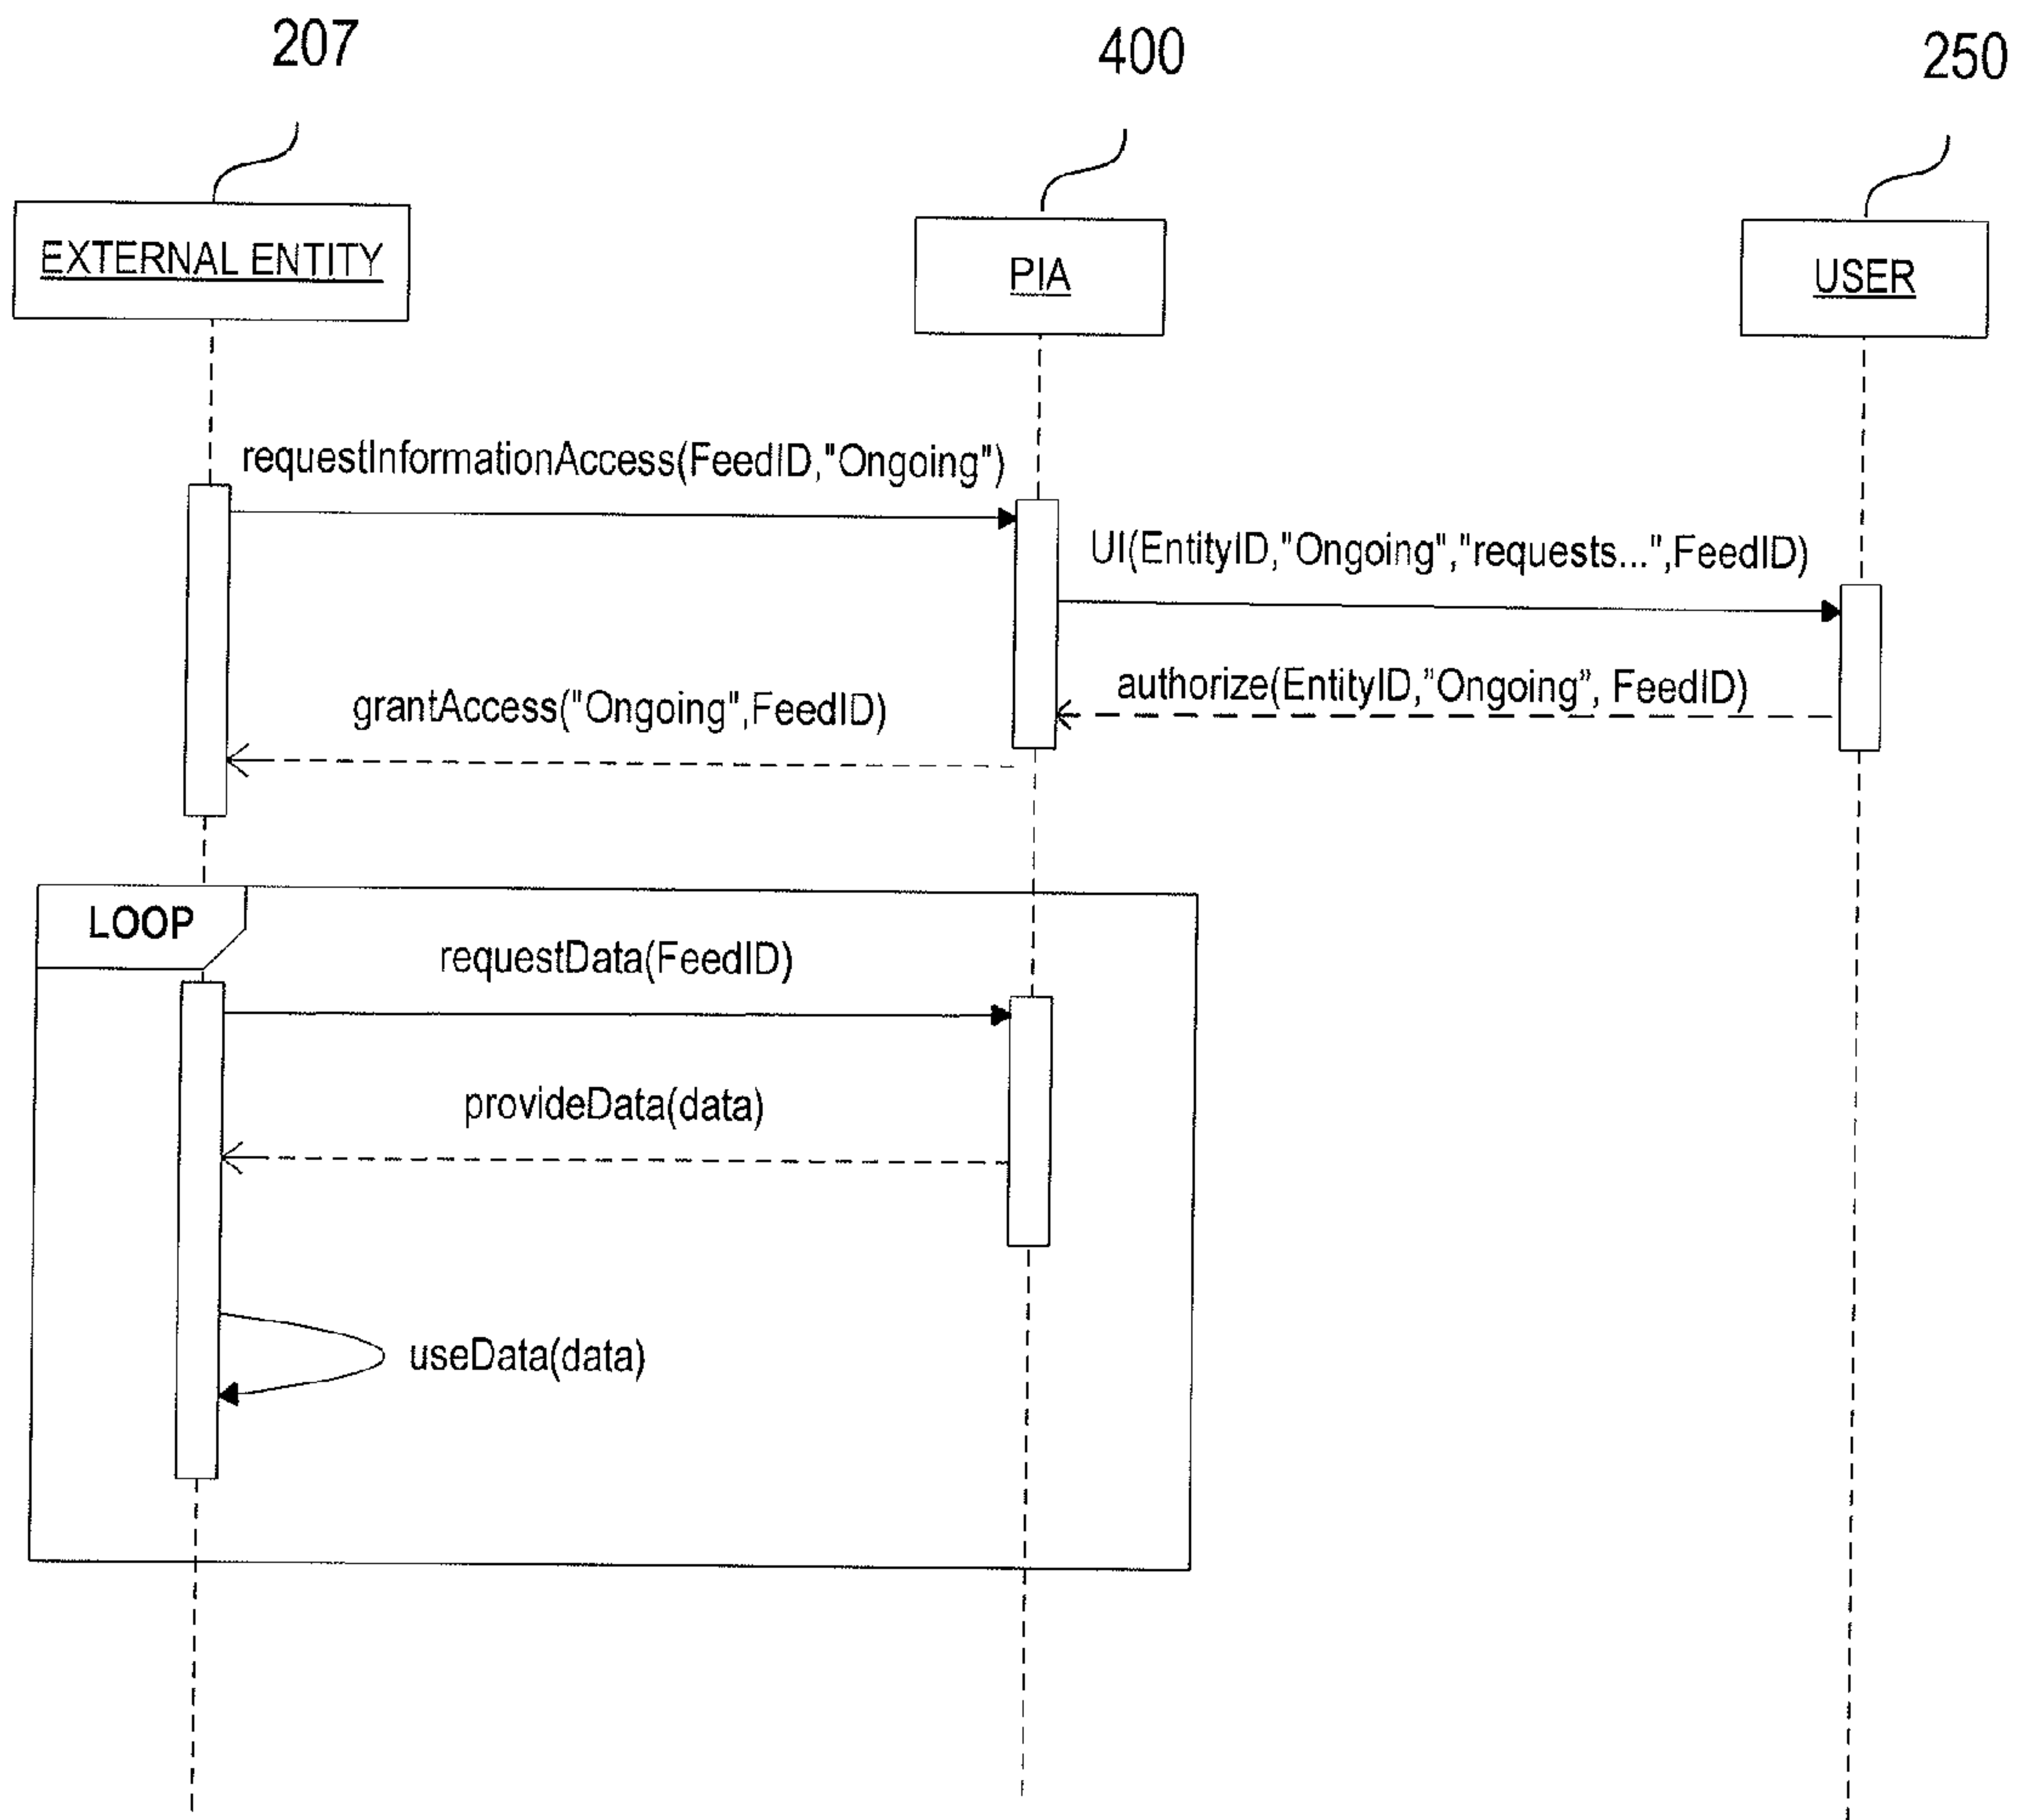 207
400
250
EXTERNAL ENTITY
PIA
USER
requestInformationAccess(FeedID,"Ongoing")
UI(EntityID,"Ongoing","requests...",FeedID)
authorize(EntityID,"Ongoing", FeedID)
grantAccess("Ongoing",FeedID)
LOOP
requestData(FeedID)
provideData(data)
useData(data)